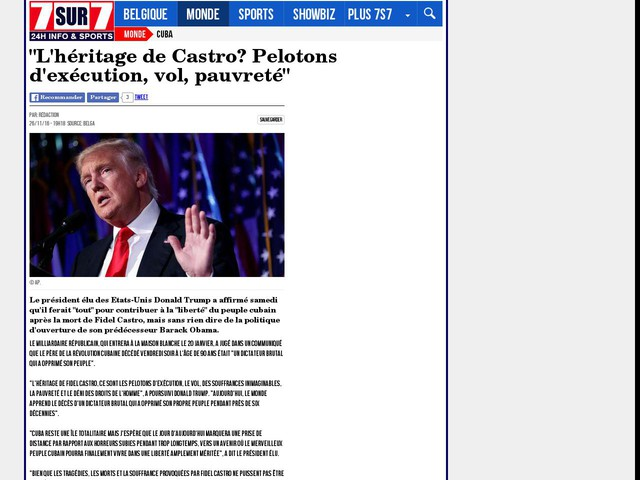 7 SUR 7
24H INFO & SPORTS
BELGIQUE MONDE SPORTS SHOWBIZ PLUS 7S7
MONDE CUBA
"L'héritage de Castro? Pelotons
d'exécution, vol, pauvreté"
Recommander Partager 3 TWEET
PAR: RÉDACTION
26/11/16 - 19H18 SOURCE: BELGA
SAUVEGARDER
© AP.
Le président élu des Etats-Unis Donald Trump a affirmé samedi
qu'il ferait "tout" pour contribuer à la "liberté" du peuple cubain
après la mort de Fidel Castro, mais sans rien dire de la politique
d'ouverture de son prédécesseur Barack Obama.
LE MILLIARDAIRE RÉPUBLICAIN, QUI ENTRERA À LA MAISON BLANCHE LE 20 JANVIER, A JUGÉ DANS UN COMMUNIQUÉ
QUE LE PÈRE DE LA RÉVOLUTION CUBAINE DÉCÉDÉ VENDREDI SOIR À L'ÂGE DE 90 ANS ÉTAIT "UN DICTATEUR BRUTAL
QUI A OPPRIMÉ SON PEUPLE".
"L'HÉRITAGE DE FIDEL CASTRO, CE SONT LES PELOTONS D'EXÉCUTION, LE VOL, DES SOUFFRANCES INIMAGINABLES,
LA PAUVRETÉ ET LE DÉNI DES DROITS DE L'HOMME", A POURSUIVI DONALD TRUMP. "AUJOURD'HUI, LE MONDE
APPREND LE DÉCÈS D'UN DICTATEUR BRUTAL QUI A OPPRIMÉ SON PROPRE PEUPLE PENDANT PRÈS DE SIX
DÉCENNIES".
"CUBA RESTE UNE ÎLE TOTALITAIRE MAIS J'ESPÈRE QUE LE JOUR D'AUJOURD'HUI MARQUERA UNE PRISE DE
DISTANCE PAR RAPPORT AUX HORREURS SUBIES PENDANT TROP LONGTEMPS, VERS UN AVENIR OÙ LE MERVEILLEUX
PEUPLE CUBAIN POURRA FINALEMENT VIVRE DANS UNE LIBERTÉ AMPLEMENT MÉRITÉE", A DIT LE PRÉSIDENT ÉLU.
"BIEN QUE LES TRAGÉDIES, LES MORTS ET LA SOUFFRANCE PROVOQUÉES PAR FIDEL CASTRO NE PUISSENT PAS ÊTRE